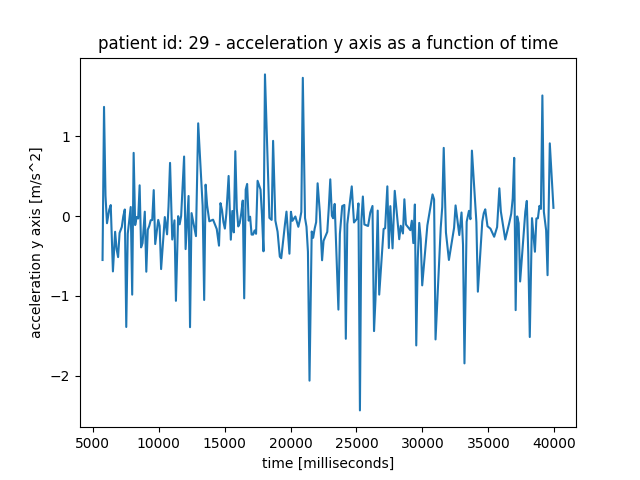 patient id: 29 - acceleration y axis as a function of time
acceleration y axis [m/s^2]
1
0
−1
−2
5000 10000 15000 20000 25000 30000 35000 40000
time [milliseconds]